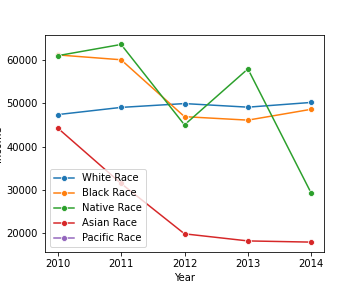 60000
50000
40000
30000
20000
White Race
Black Race
Native Race
Asian Race
Pacific Race
2010 2011 2012 2013 2014
Year